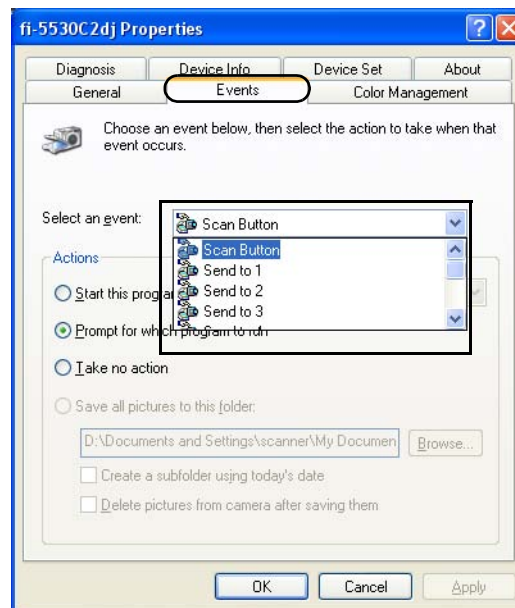 fi-5530C2dj Properties
Diagnosis Device Info Device Set About
General Events Color Management
Choose an event below, then select the action to take when that
event occurs.
Select an event: Scan Button
Scan Button
Actions
Send to 1
Start this
Send to 2
Send to 3
Prompt for which program to run
Take no action
Save all pictures to this folder:
D:\Documents and Settings\scanner\My Documen Browse...
Create a subfolder using today's date
Delete pictures from camera after saving them
OK Cancel Apply